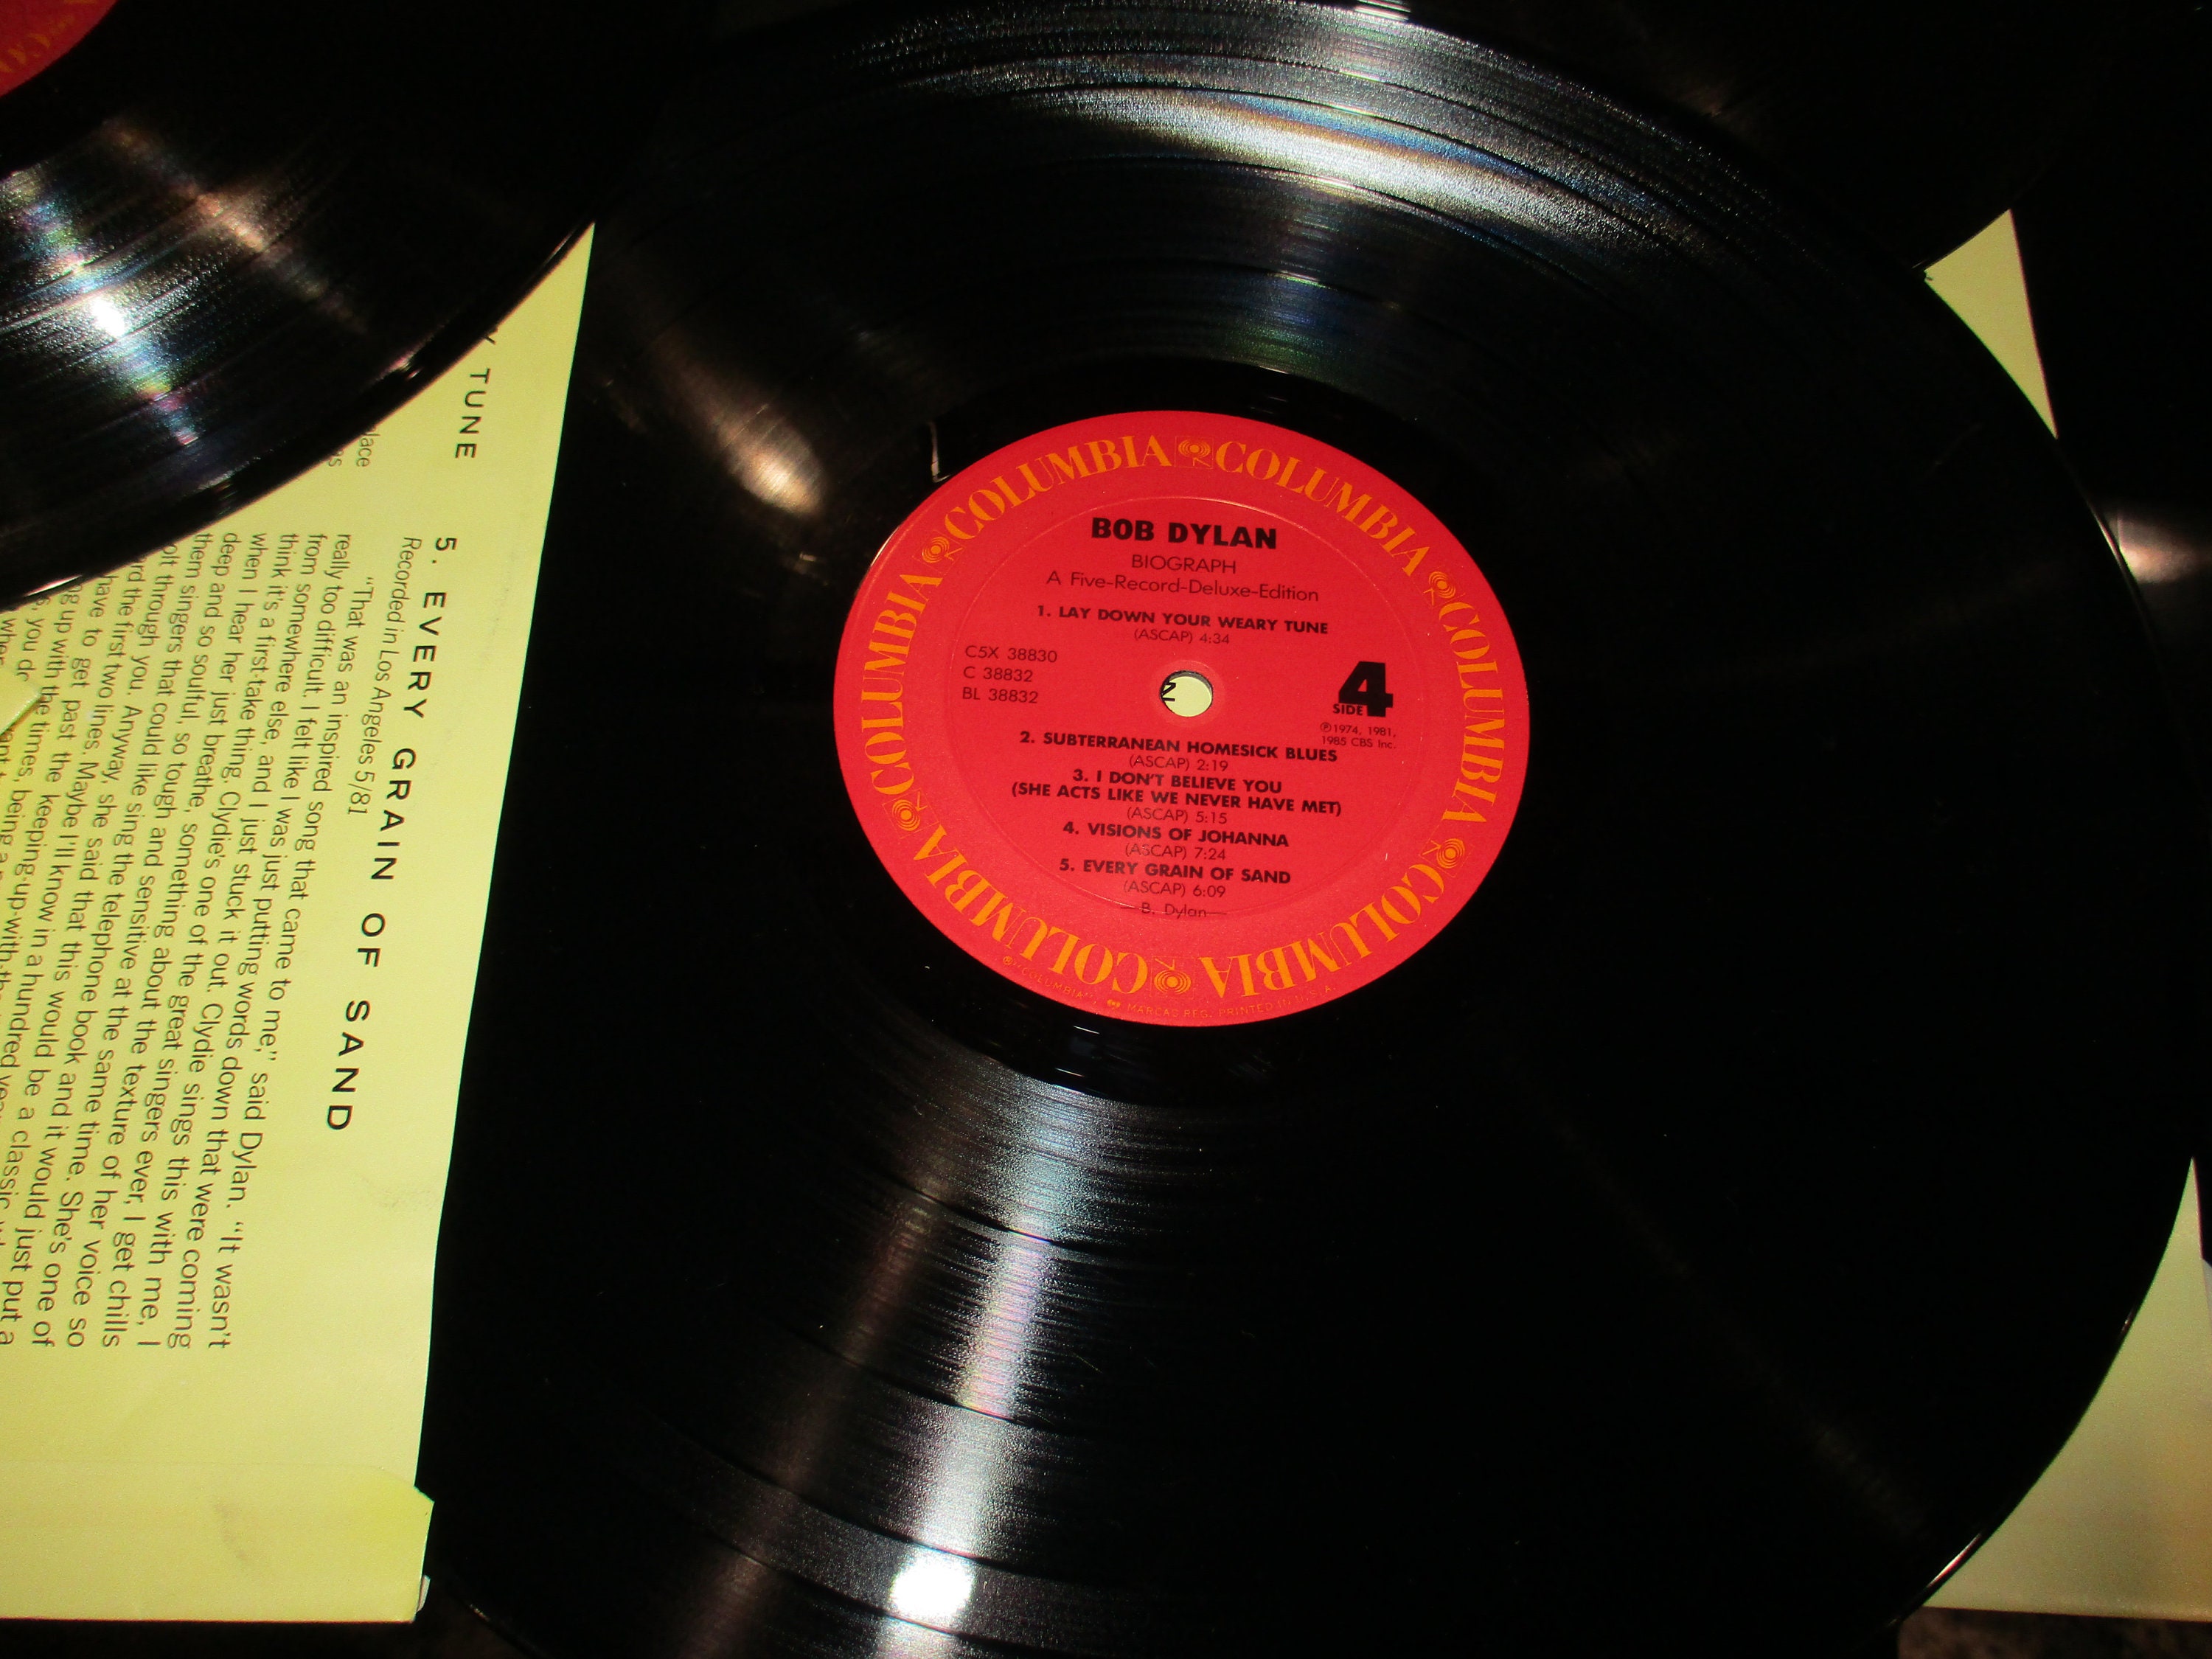 COLUMBIA COLUMBIA COLUMBIA COLUMBIA COLUMBIA COLUMBIA COLUMBIA
BOB DYLAN
BIOGRAPH
A Five-Record-Deluxe-Edition
1. LAY DOWN YOUR WEARY TUNE
(ASCAP) 4:34
C5X 38830
C 38832
BL 38832
SIDE 4
℗1974, 1981,
1985 CBS Inc.
2. SUBTERRANEAN HOMESICK BLUES
(ASCAP) 2:19
3. I DON'T BELIEVE YOU
(SHE ACTS LIKE WE NEVER HAVE MET)
(ASCAP) 5:15
4. VISIONS OF JOHANNA
(ASCAP) 7:24
5. EVERY GRAIN OF SAND
(ASCAP) 6:09
—B. Dylan—
MARCAS REG. PRINTED IN U.S.A.
TUNE
5. EVERY GRAIN OF SAND
Recorded in Los Angeles 5/81
"That was an inspired song that came to me," said Dylan. "It wasn't
really too difficult. I felt like I was just putting words down that were coming
from somewhere else, and I just stuck it out. Clydie sings this with me, I
think it's a first-take thing. Clydie's one of the great singers ever, I get chills
when I hear her just breathe, something about the texture of her voice so
deep and so soulful, so tough and sensitive at the same time. She's one of
them singers that could like sing the telephone book and it would just put a
through you. Anyway, she said that this would be a classic
the first two lines. Maybe I'll know in a hundred
have to get past the keeping-up-with-the
up with the times, being a
you
when